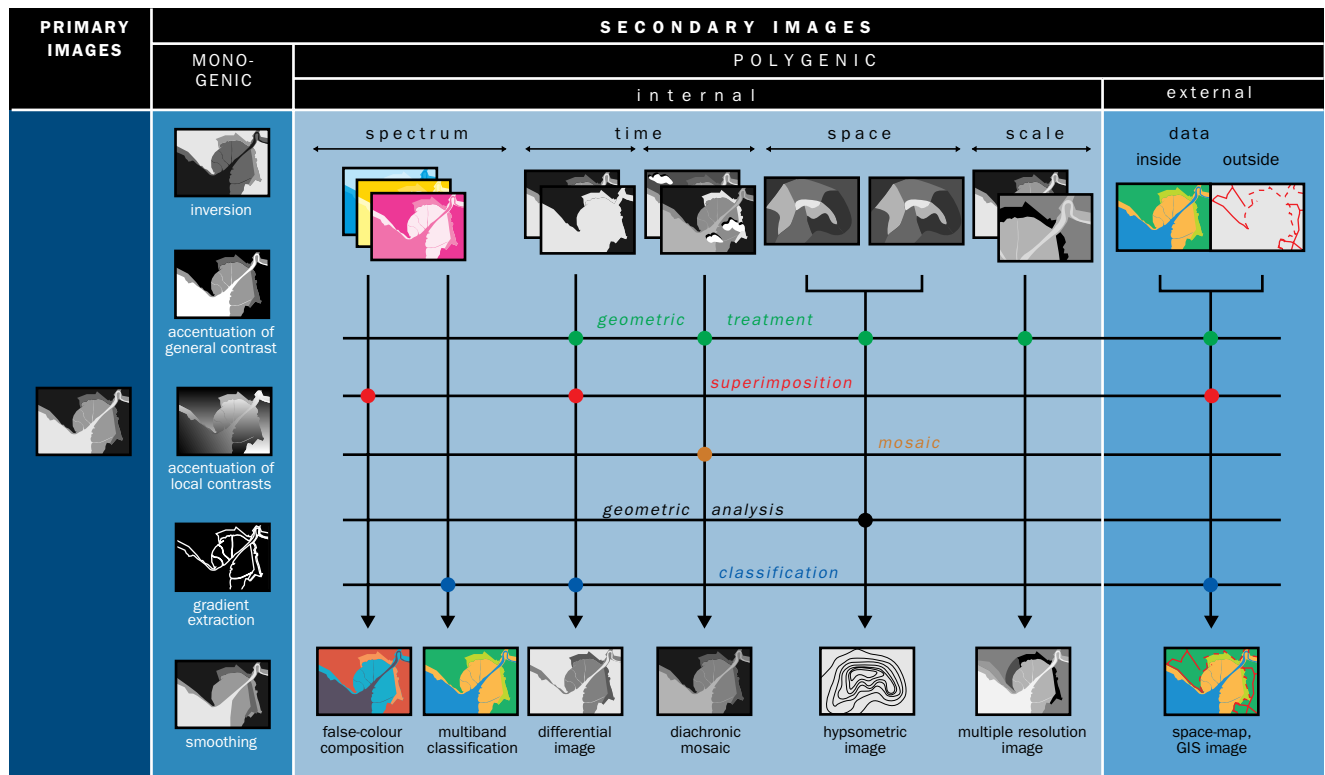 PRIMARY
IMAGES
SECONDARY IMAGES
MONO-
GENIC
POLYGENIC
internal
external
spectrum
time
space
scale
data
inside
outside
inversion
accentuation of
general contrast
accentuation of
local contrasts
gradient
extraction
smoothing
geometric treatment
superimposition
mosaic
geometric analysis
classification
false-colour
composition
multiband
classification
differential
image
diachronic
mosaic
hypsometric
image
multiple resolution
image
space-map,
GIS image